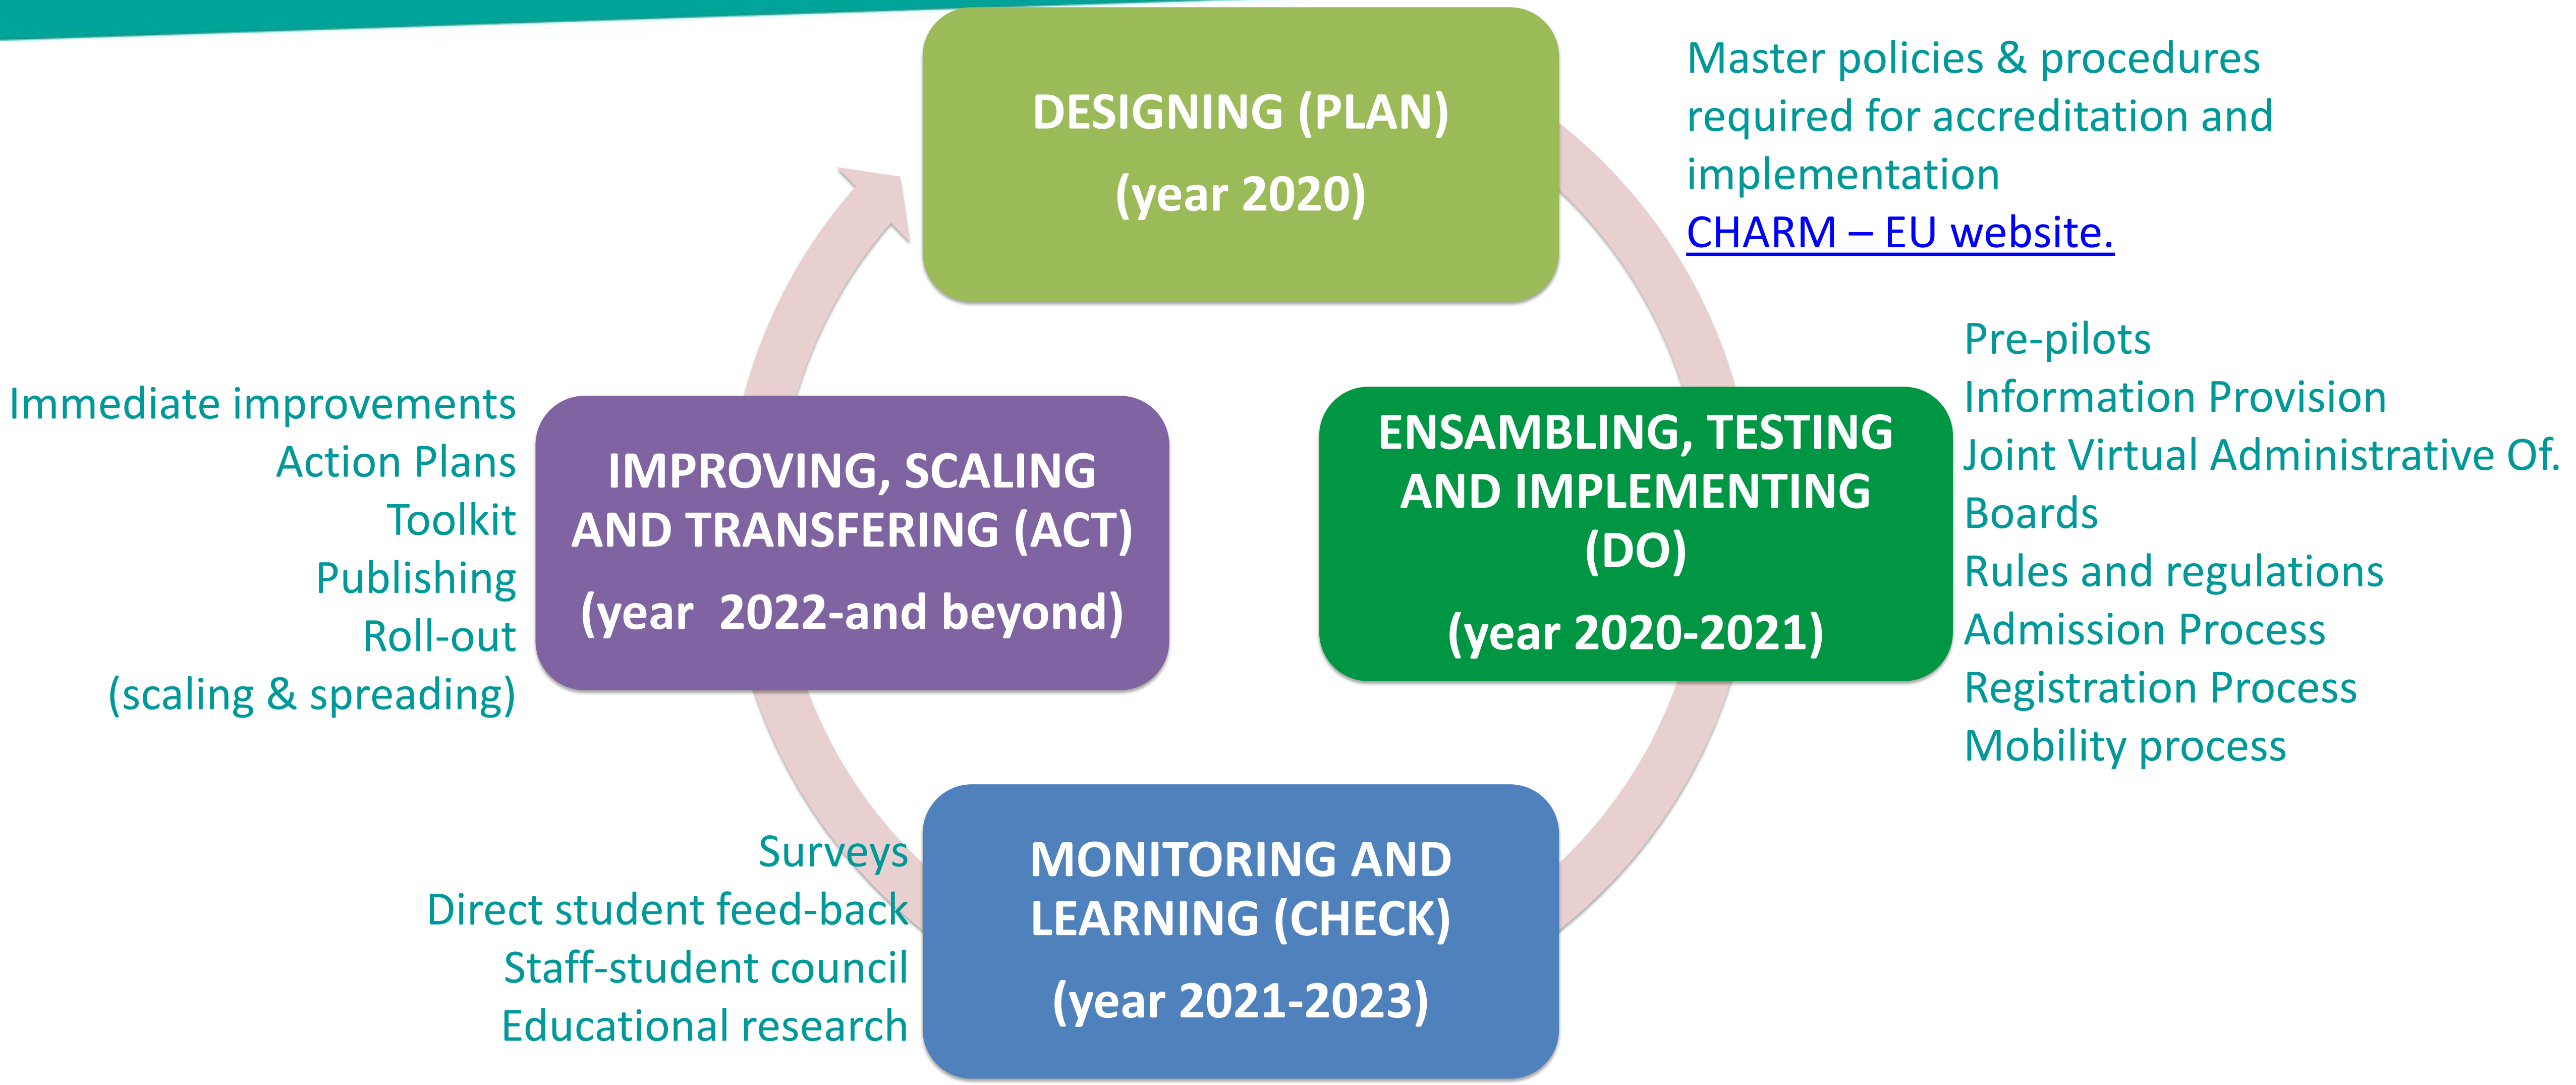 DESIGNING (PLAN)
(year 2020)
Master policies & procedures
required for accreditation and
implementation
CHARM – EU website.
ENSAMBLING, TESTING
AND IMPLEMENTING
(DO)
(year 2020-2021)
Pre-pilots
Information Provision
Joint Virtual Administrative Of.
Boards
Rules and regulations
Admission Process
Registration Process
Mobility process
MONITORING AND
LEARNING (CHECK)
(year 2021-2023)
Surveys
Direct student feed-back
Staff-student council
Educational research
IMPROVING, SCALING
AND TRANSFERING (ACT)
(year  2022-and beyond)
Immediate improvements
Action Plans
Toolkit
Publishing
Roll-out
(scaling & spreading)